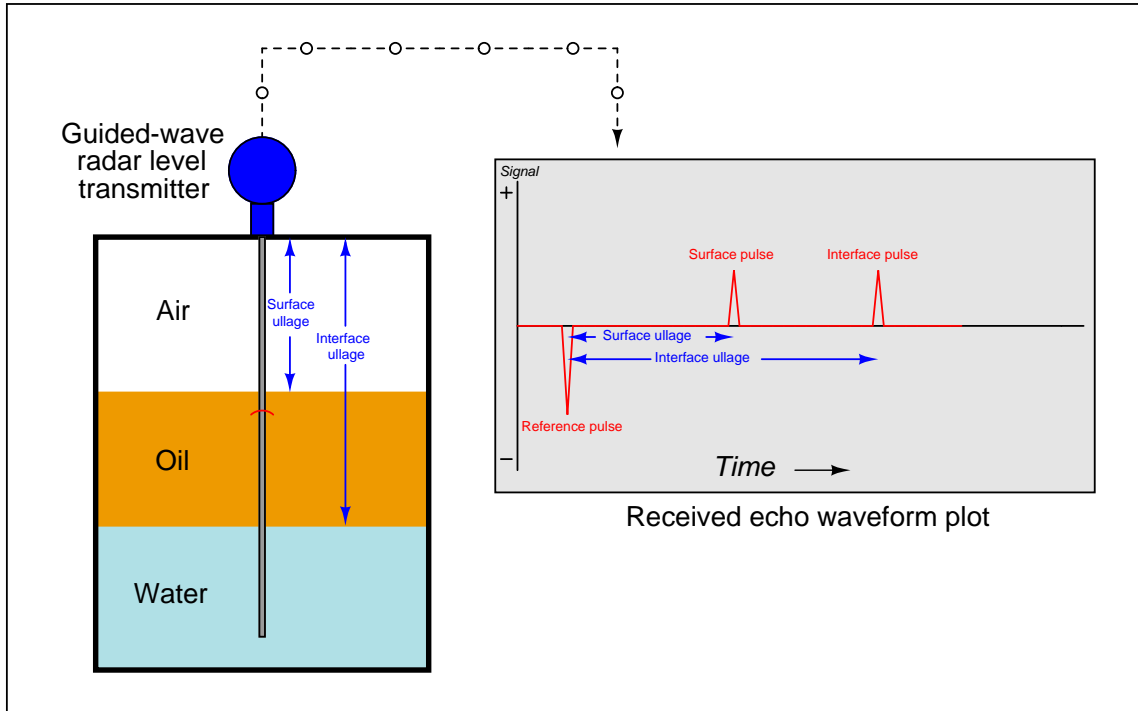 Guided-wave
radar level
transmitter
Air
Surface
ullage
Interface
ullage
Oil
Water
Signal
+
Surface pulse
Interface pulse
Surface ullage
Interface ullage
Reference pulse
−
Time
Received echo waveform plot